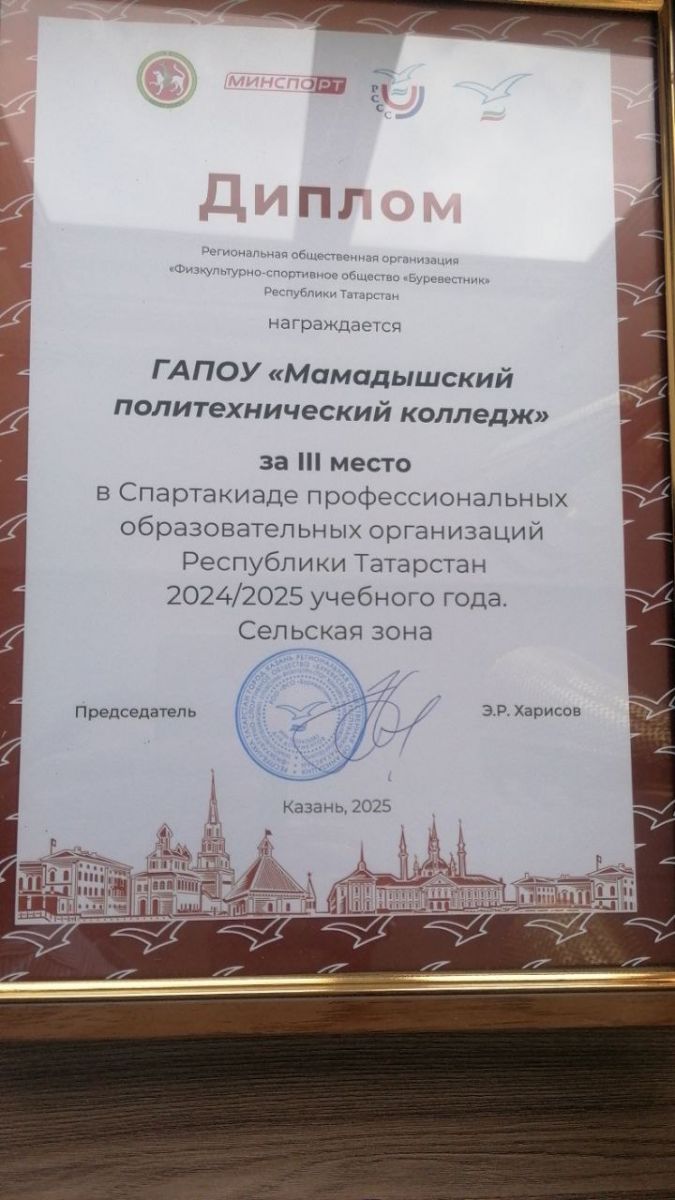 МИНСПОРТ
РССС
Диплом
Региональная общественная организация
«Физкультурно-спортивное общество «Буревестник»
Республики Татарстан
награждается
ГАПОУ «Мамадышский
политехнический колледж»
за III место
в Спартакиаде профессиональных
образовательных организаций
Республики Татарстан
2024/2025 учебного года.
Сельская зона
Председатель
Э.Р. Харисов
Казань, 2025